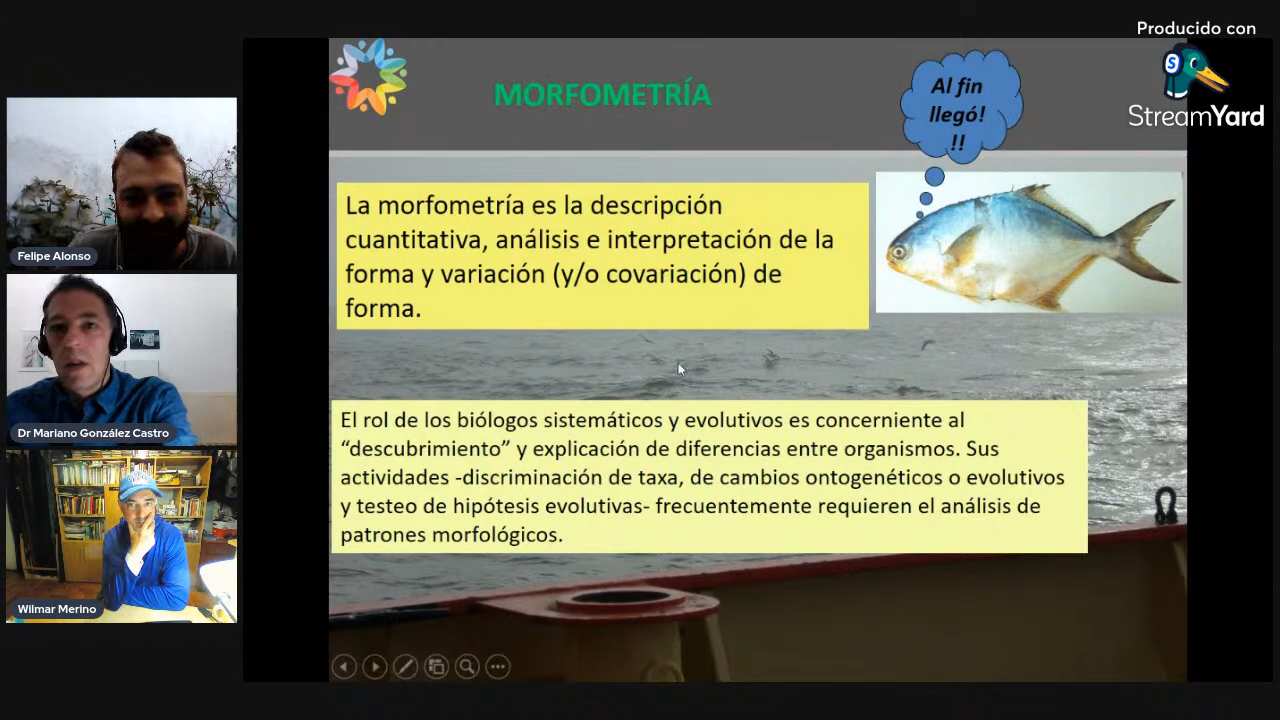 Producido con
StreamYard
S
MORFOMETRÍA
Al fin
llegó!
!!
La morfometría es la descripción
cuantitativa, análisis e interpretación de la
forma y variación (y/o covariación) de
forma.
El rol de los biólogos sistemáticos y evolutivos es concerniente al
“descubrimiento” y explicación de diferencias entre organismos. Sus
actividades -discriminación de taxa, de cambios ontogenéticos o evolutivos
y testeo de hipótesis evolutivas- frecuentemente requieren el análisis de
patrones morfológicos.
Felipe Alonso
Dr Mariano González Castro
Wilmar Merino